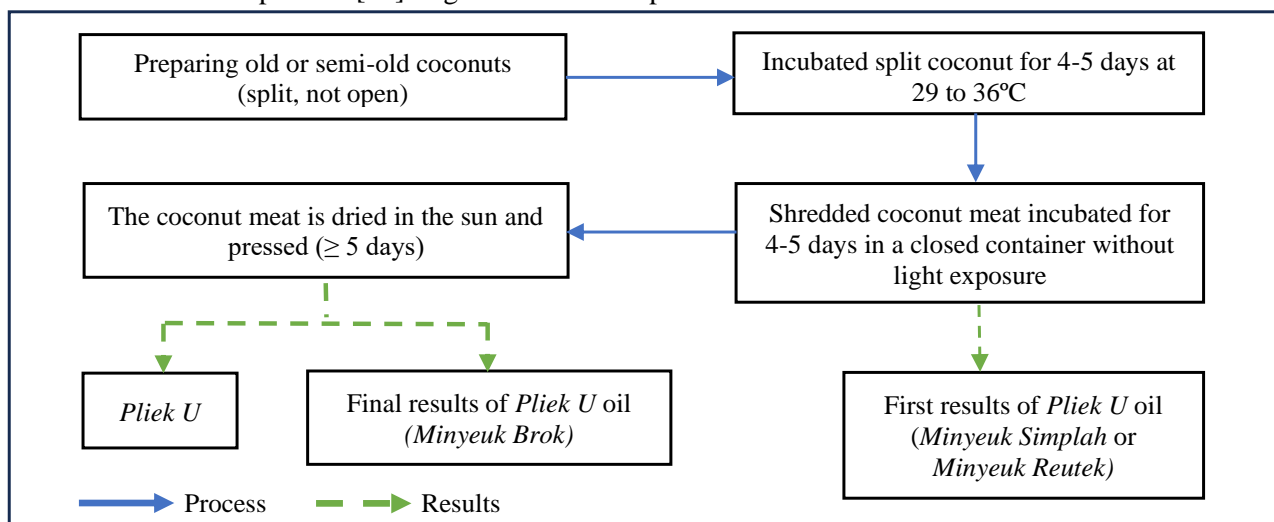 Preparing old or semi-old coconuts
(split, not open)
Incubated split coconut for 4-5 days at
29 to 36ºC
The coconut meat is dried in the sun and
pressed (≥ 5 days)
Shredded coconut meat incubated for
4-5 days in a closed container without
light exposure
Pliek U
Final results of Pliek U oil
(Minyeuk Brok)
First results of Pliek U oil
(Minyeuk Simplah or
Minyeuk Reutek)
Process
Results